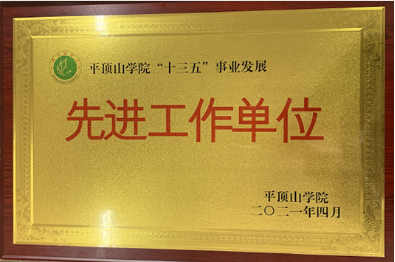 平顶山学院“十三五”事业发展
先进工作单位
平顶山学院
二〇二一年四月